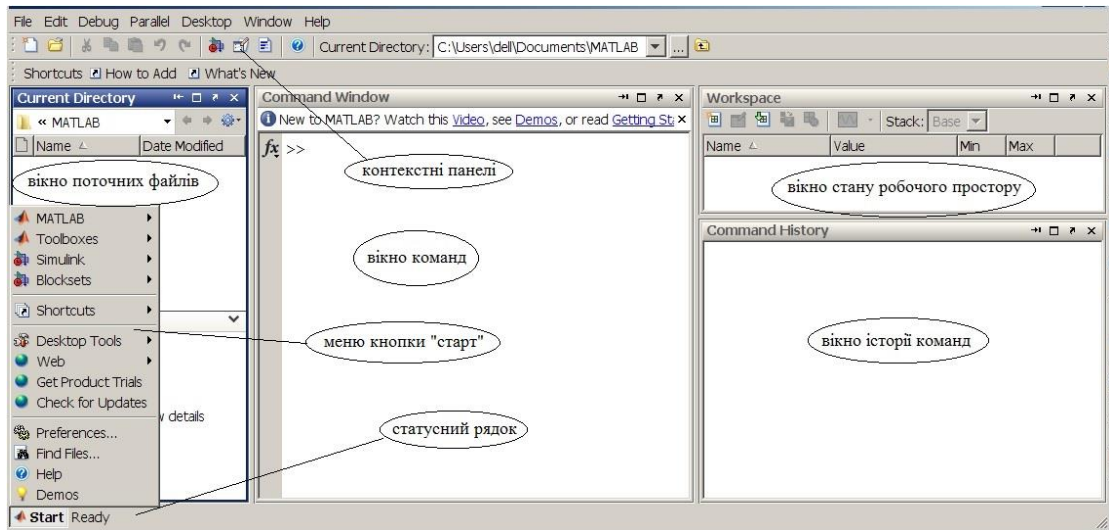 File Edit Debug Parallel Desktop Window Help
Current Directory: C:\Users\dell\Documents\MATLAB
Shortcuts How to Add What's New
Current Directory
« MATLAB
Name Date Modified
вікно поточних файлів
MATLAB
Toolboxes
Simulink
Blocksets
Shortcuts
Desktop Tools
Web
Get Product Trials
Check for Updates
details
Preferences...
Find Files...
Help
Demos
Start Ready
Command Window
New to MATLAB? Watch this Video, see Demos, or read Getting St
fx >>
контекстні панелі
вікно команд
меню кнопки "старт"
статусний рядок
Workspace
Stack: Base
Name Value Min Max
вікно стану робочого простору
Command History
вікно історії команд